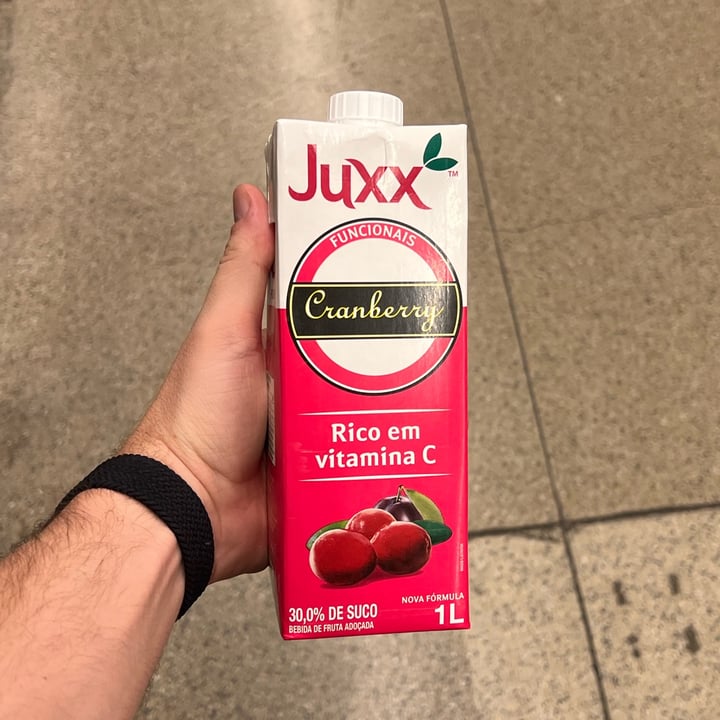 Juxx
TM
FUNCIONAIS
Cranberry
Rico em
vitamina C
NOVA FÓRMULA
30,0% DE SUCO
1L
BEBIDA DE FRUTA ADOÇADA